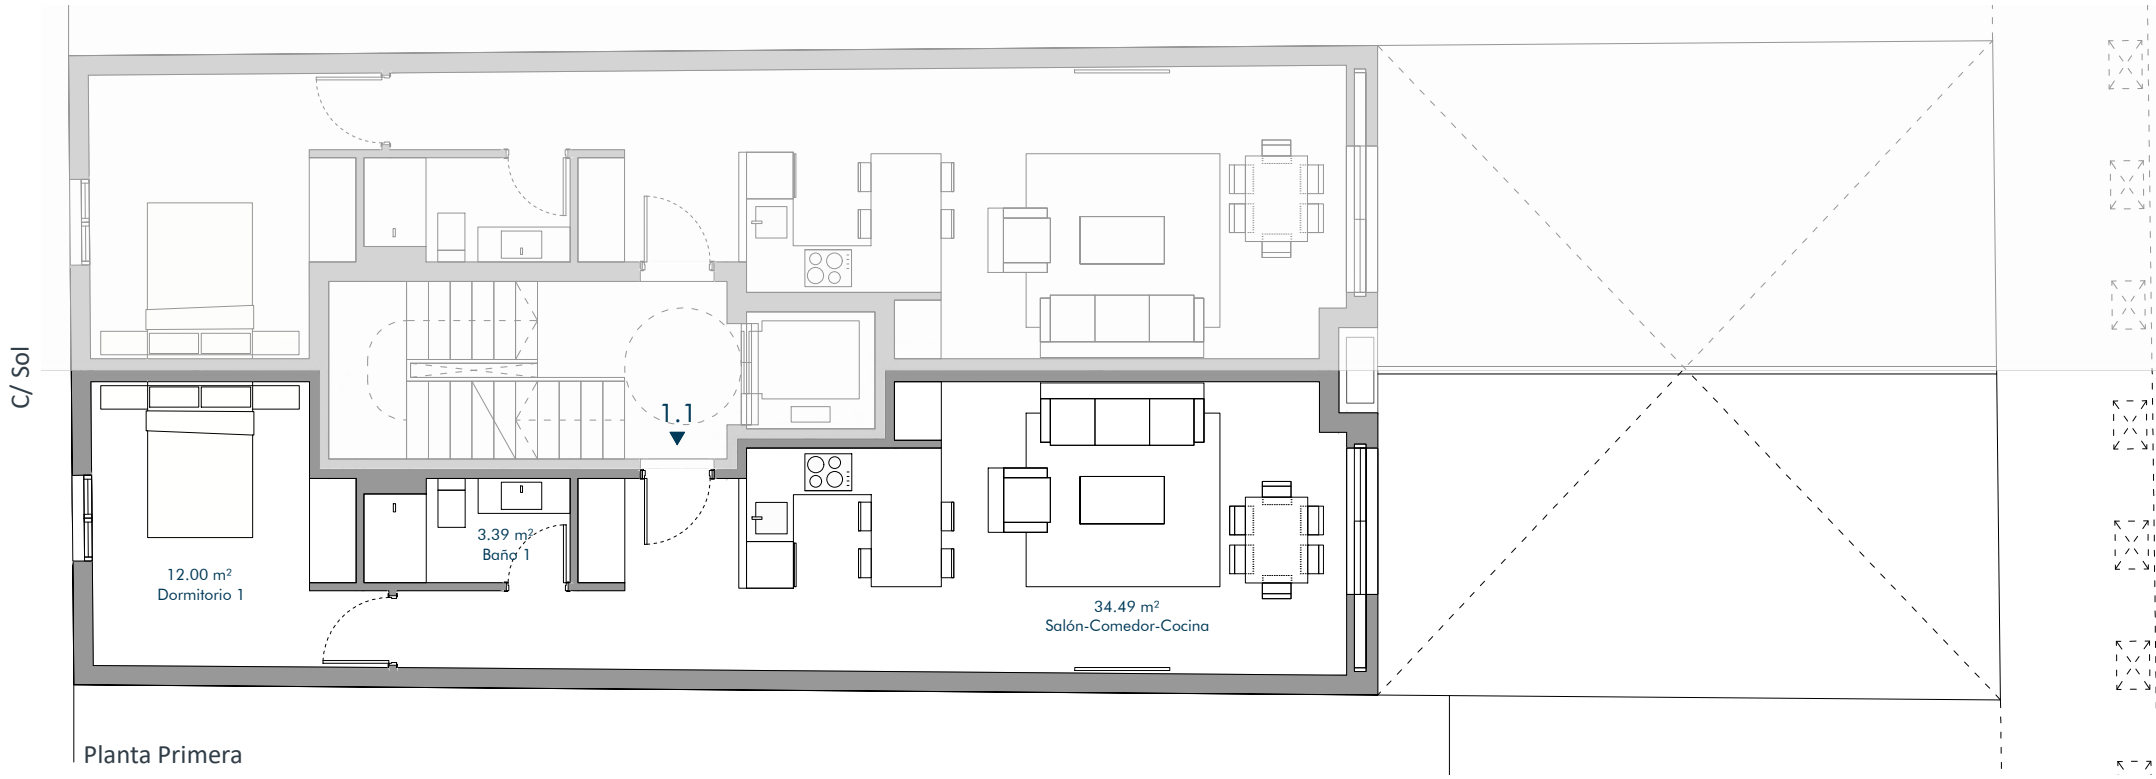 C/ Sol
1.1
3.39 m²
Baño 1
12.00 m²
Dormitorio 1
34.49 m²
Salón-Comedor-Cocina
Planta Primera